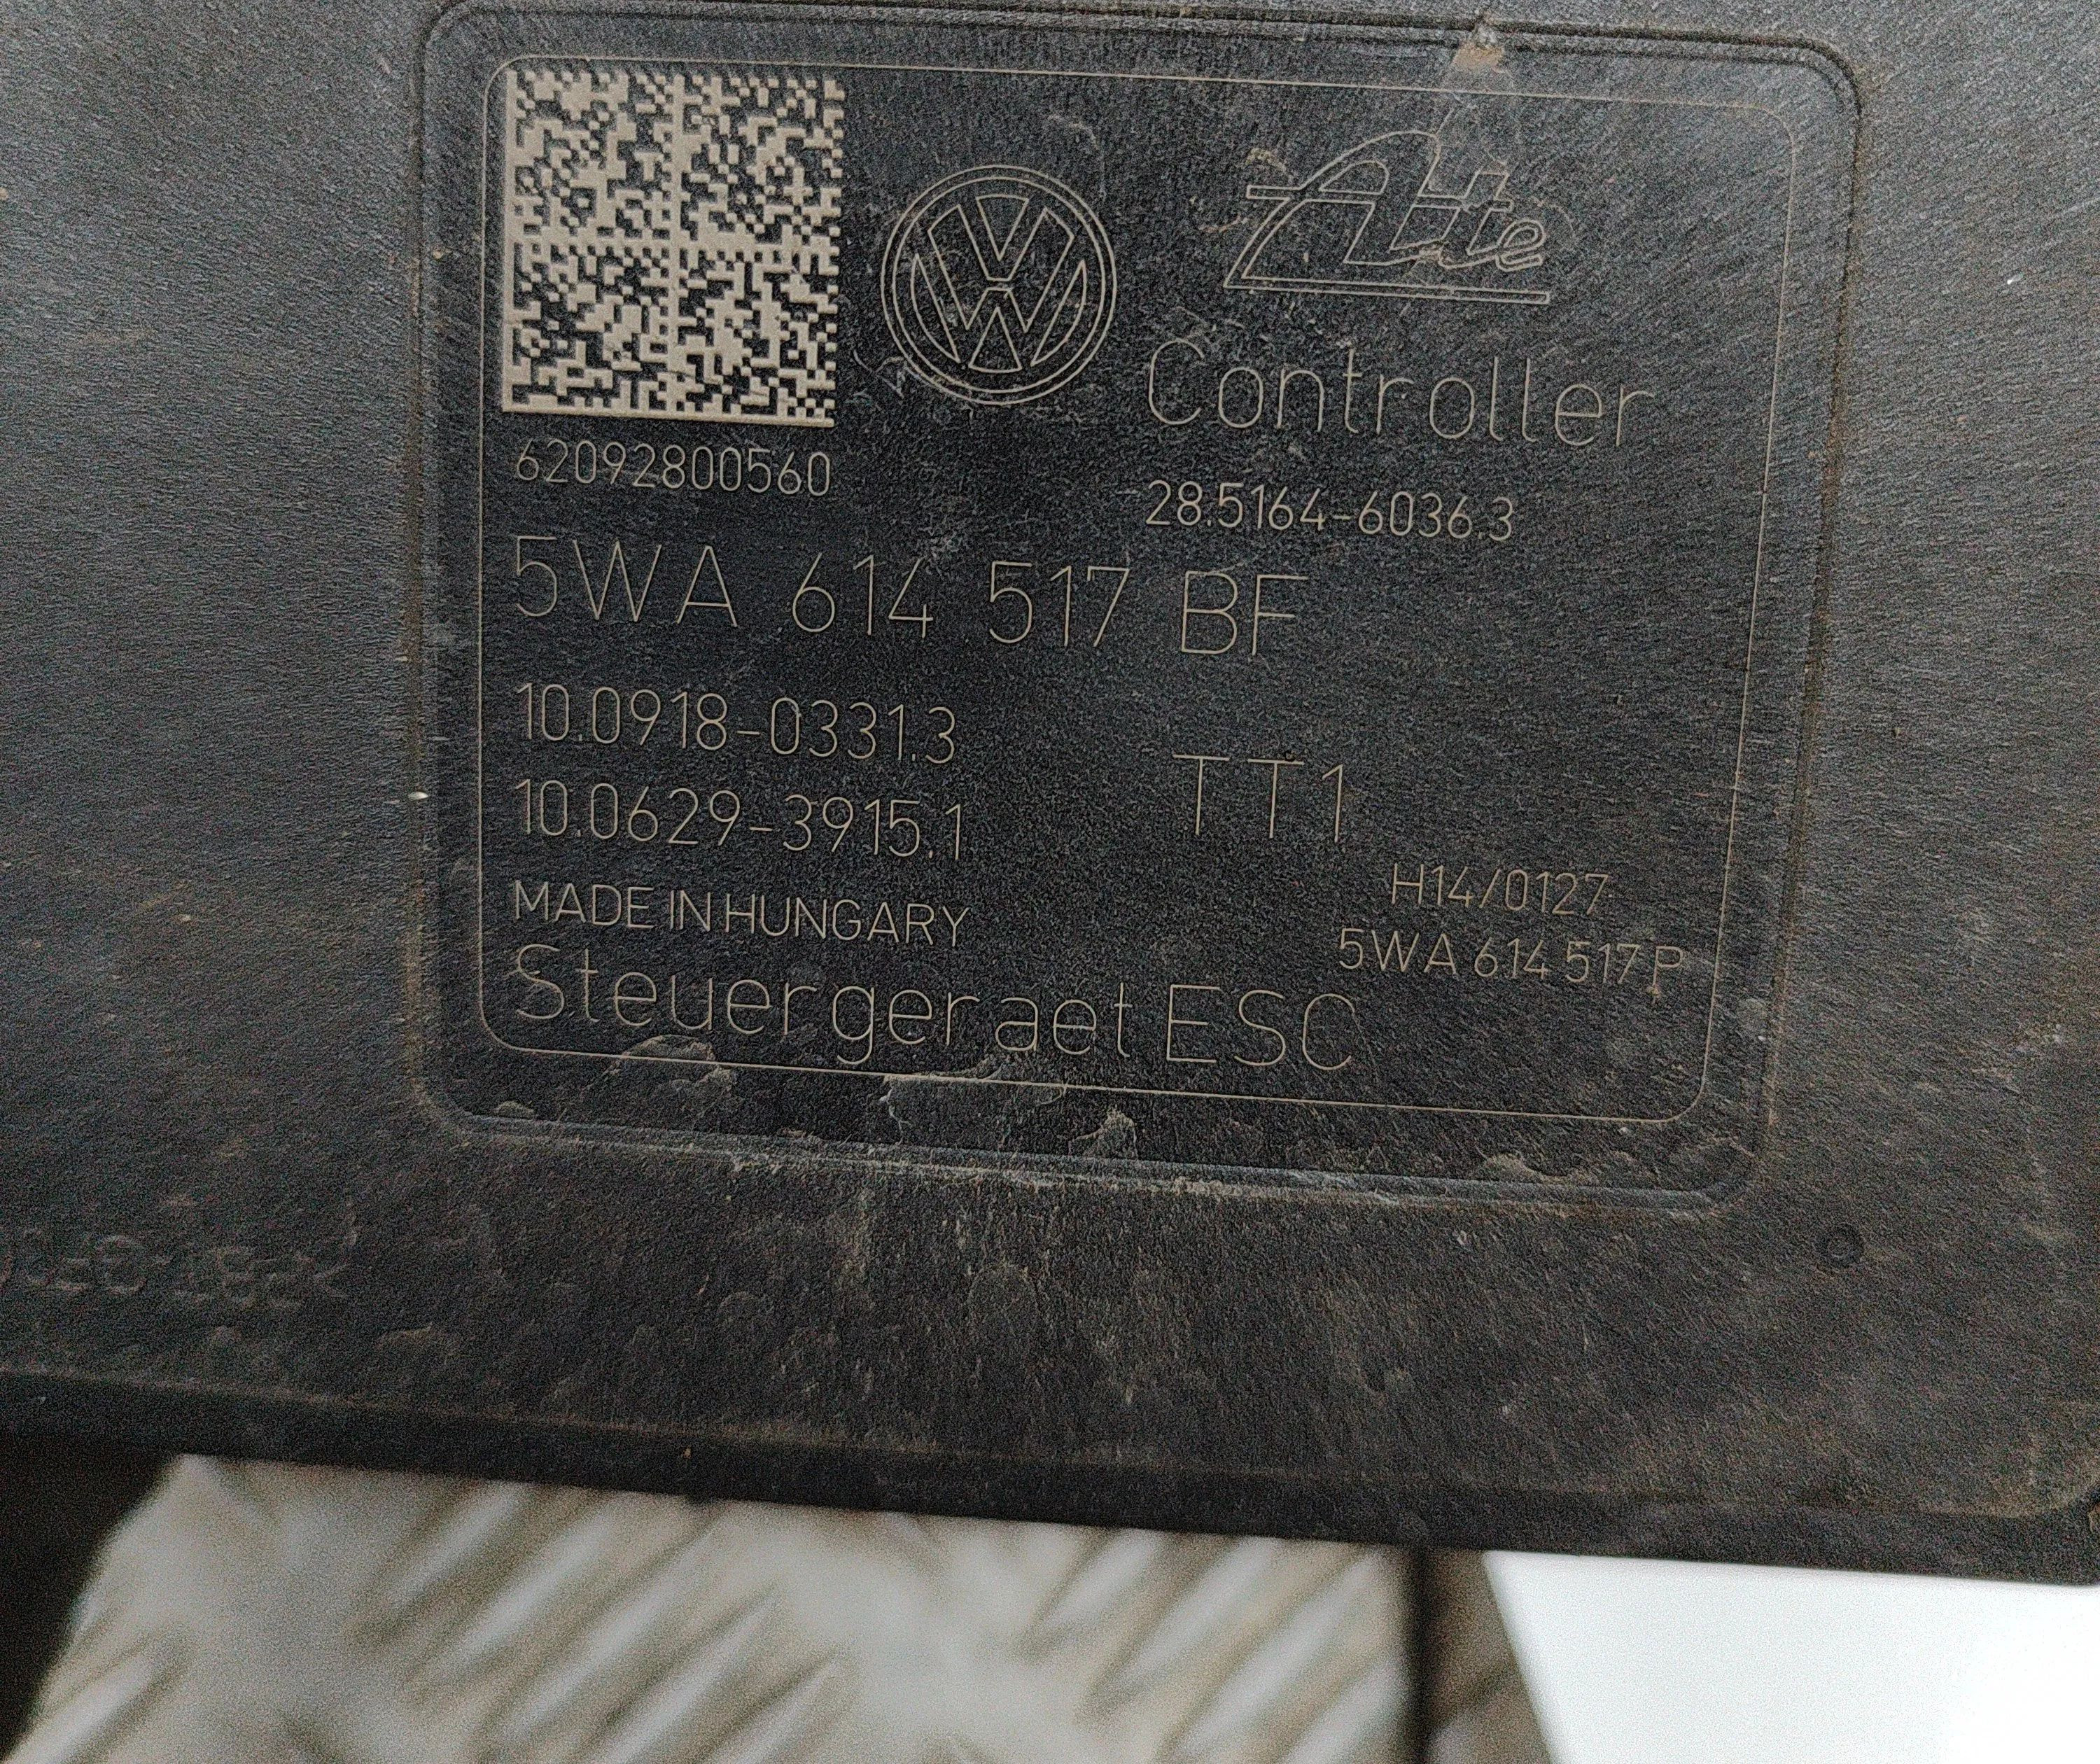 Ate
Controller
62092800560
28.5164-6036.3
5WA 614 517 BF
10.0918-0331.3
10.0629-3915.1
TT1
H14/0127
MADE IN HUNGARY
5WA 614 517 P
Steuergeraet ESC